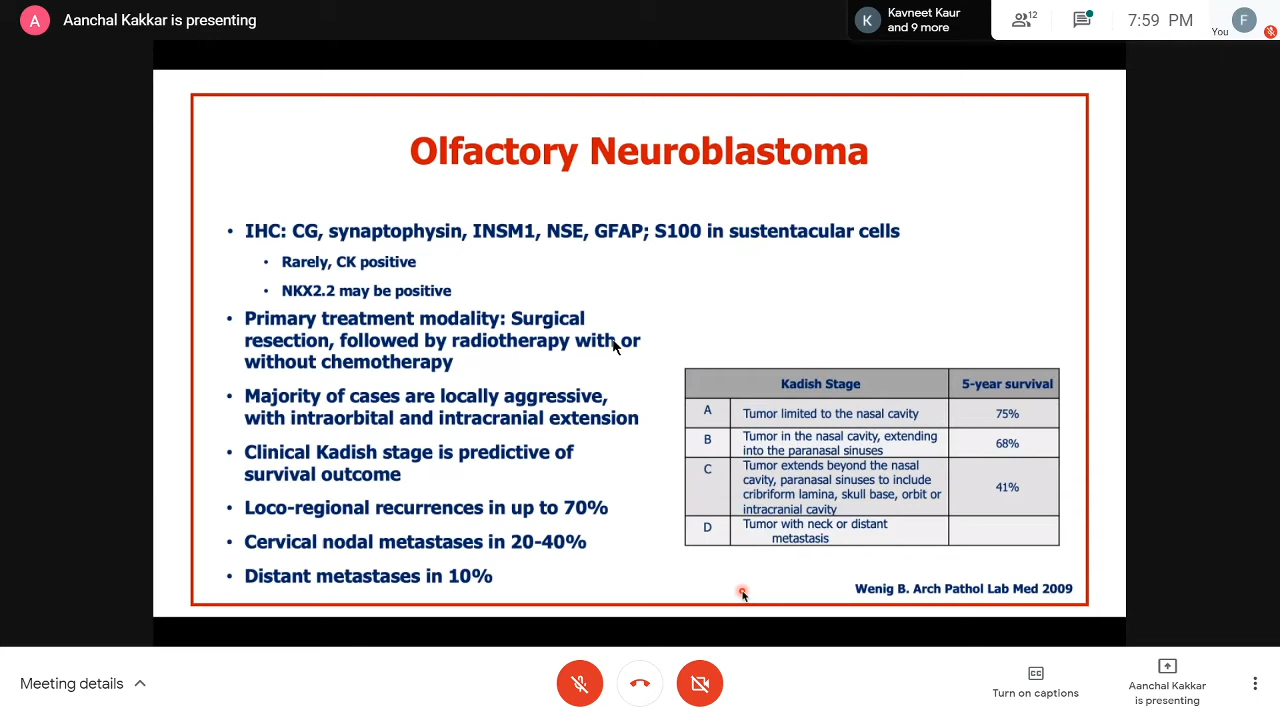 A
Aanchal Kakkar is presenting
K
Kavneet Kaur
and 9 more
12
7:59 PM
You
F
Olfactory Neuroblastoma
• IHC: CG, synaptophysin, INSM1, NSE, GFAP; S100 in sustentacular cells
• Rarely, CK positive
• NKX2.2 may be positive
• Primary treatment modality: Surgical
resection, followed by radiotherapy with or
without chemotherapy
• Majority of cases are locally aggressive,
with intraorbital and intracranial extension
• Clinical Kadish stage is predictive of
survival outcome
• Loco-regional recurrences in up to 70%
• Cervical nodal metastases in 20-40%
• Distant metastases in 10%
Kadish Stage 5-year survival
A Tumor limited to the nasal cavity 75%
B Tumor in the nasal cavity, extending
into the paranasal sinuses 68%
C Tumor extends beyond the nasal
cavity, paranasal sinuses to include
cribriform lamina, skull base, orbit or
intracranial cavity 41%
D Tumor with neck or distant
metastasis
Wenig B. Arch Pathol Lab Med 2009
Meeting details
CC
Turn on captions
Aanchal Kakkar
is presenting